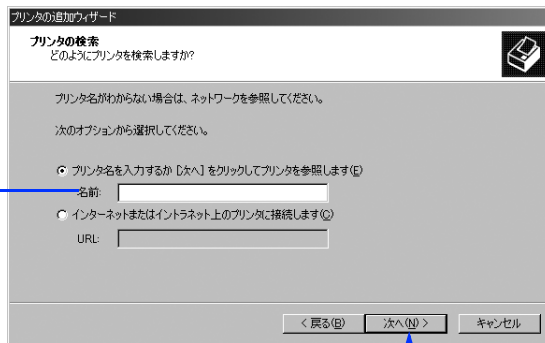 プリンタの追加ウィザード
プリンタの検索
どのようにプリンタを検索しますか?
プリンタ名がわからない場合は、ネットワークを参照してください。
次のオプションから選択してください。
プリンタ名を入力するか [次へ] をクリックしてプリンタを参照します(E)
名前:
インターネットまたはイントラネット上のプリンタに接続します(C)
URL:
< 戻る(B) 次へ(N) > キャンセル